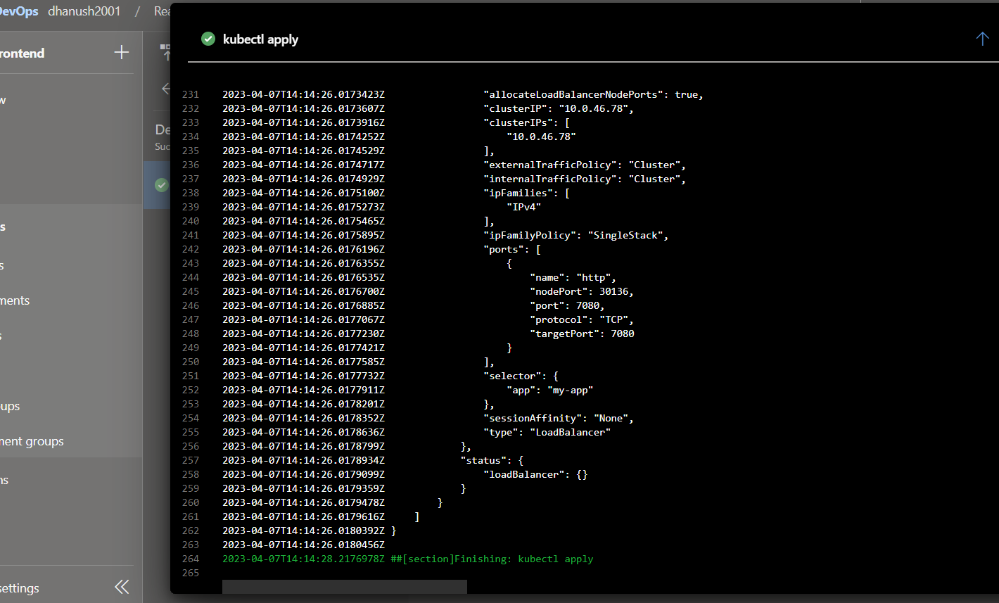 DevOps dhanush2001 / Rea
rontend
w
s
s
ments
s
ups
ment groups
ns
settings
De
Suc
kubectl apply
231 2023-04-07T14:14:26.0173423Z "allocateLoadBalancerNodePorts": true,
232 2023-04-07T14:14:26.0173607Z "clusterIP": "10.0.46.78",
233 2023-04-07T14:14:26.0173916Z "clusterIPs": [
234 2023-04-07T14:14:26.0174252Z "10.0.46.78"
235 2023-04-07T14:14:26.0174529Z ],
236 2023-04-07T14:14:26.0174717Z "externalTrafficPolicy": "Cluster",
237 2023-04-07T14:14:26.0174929Z "internalTrafficPolicy": "Cluster",
238 2023-04-07T14:14:26.0175100Z "ipFamilies": [
239 2023-04-07T14:14:26.0175273Z "IPv4"
240 2023-04-07T14:14:26.0175465Z ],
241 2023-04-07T14:14:26.0175895Z "ipFamilyPolicy": "SingleStack",
242 2023-04-07T14:14:26.0176196Z "ports": [
243 2023-04-07T14:14:26.0176355Z {
244 2023-04-07T14:14:26.0176535Z "name": "http",
245 2023-04-07T14:14:26.0176700Z "nodePort": 30136,
246 2023-04-07T14:14:26.0176885Z "port": 7080,
247 2023-04-07T14:14:26.0177067Z "protocol": "TCP",
248 2023-04-07T14:14:26.0177230Z "targetPort": 7080
249 2023-04-07T14:14:26.0177421Z }
250 2023-04-07T14:14:26.0177585Z ],
251 2023-04-07T14:14:26.0177732Z "selector": {
252 2023-04-07T14:14:26.0177911Z "app": "my-app"
253 2023-04-07T14:14:26.0178201Z },
254 2023-04-07T14:14:26.0178352Z "sessionAffinity": "None",
255 2023-04-07T14:14:26.0178636Z "type": "LoadBalancer"
256 2023-04-07T14:14:26.0178799Z },
257 2023-04-07T14:14:26.0178934Z "status": {
258 2023-04-07T14:14:26.0179099Z "loadBalancer": {}
259 2023-04-07T14:14:26.0179359Z }
260 2023-04-07T14:14:26.0179478Z }
261 2023-04-07T14:14:26.0179616Z ]
262 2023-04-07T14:14:26.0180392Z }
263 2023-04-07T14:14:26.0180456Z
264 2023-04-07T14:14:28.2176978Z ##[section]Finishing: kubectl apply
265